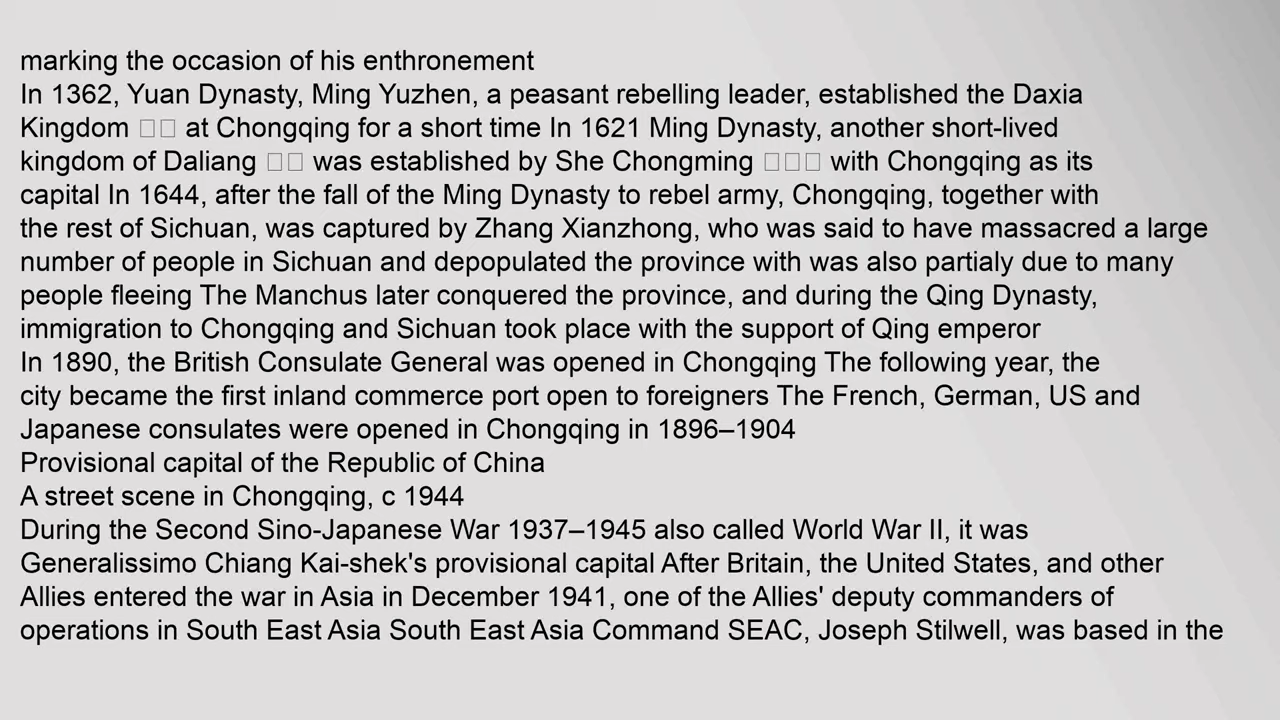 marking the occasion of his enthronement
In 1362, Yuan Dynasty, Ming Yuzhen, a peasant rebelling leader, established the Daxia
Kingdom □□ at Chongqing for a short time In 1621 Ming Dynasty, another short-lived
kingdom of Daliang □□ was established by She Chongming □□□ with Chongqing as its
capital In 1644, after the fall of the Ming Dynasty to rebel army, Chongqing, together with
the rest of Sichuan, was captured by Zhang Xianzhong, who was said to have massacred a large
number of people in Sichuan and depopulated the province with was also partialy due to many
people fleeing The Manchus later conquered the province, and during the Qing Dynasty,
immigration to Chongqing and Sichuan took place with the support of Qing emperor
In 1890, the British Consulate General was opened in Chongqing The following year, the
city became the first inland commerce port open to foreigners The French, German, US and
Japanese consulates were opened in Chongqing in 1896–1904
Provisional capital of the Republic of China
A street scene in Chongqing, c 1944
During the Second Sino-Japanese War 1937–1945 also called World War II, it was
Generalissimo Chiang Kai-shek's provisional capital After Britain, the United States, and other
Allies entered the war in Asia in December 1941, one of the Allies' deputy commanders of
operations in South East Asia South East Asia Command SEAC, Joseph Stilwell, was based in the